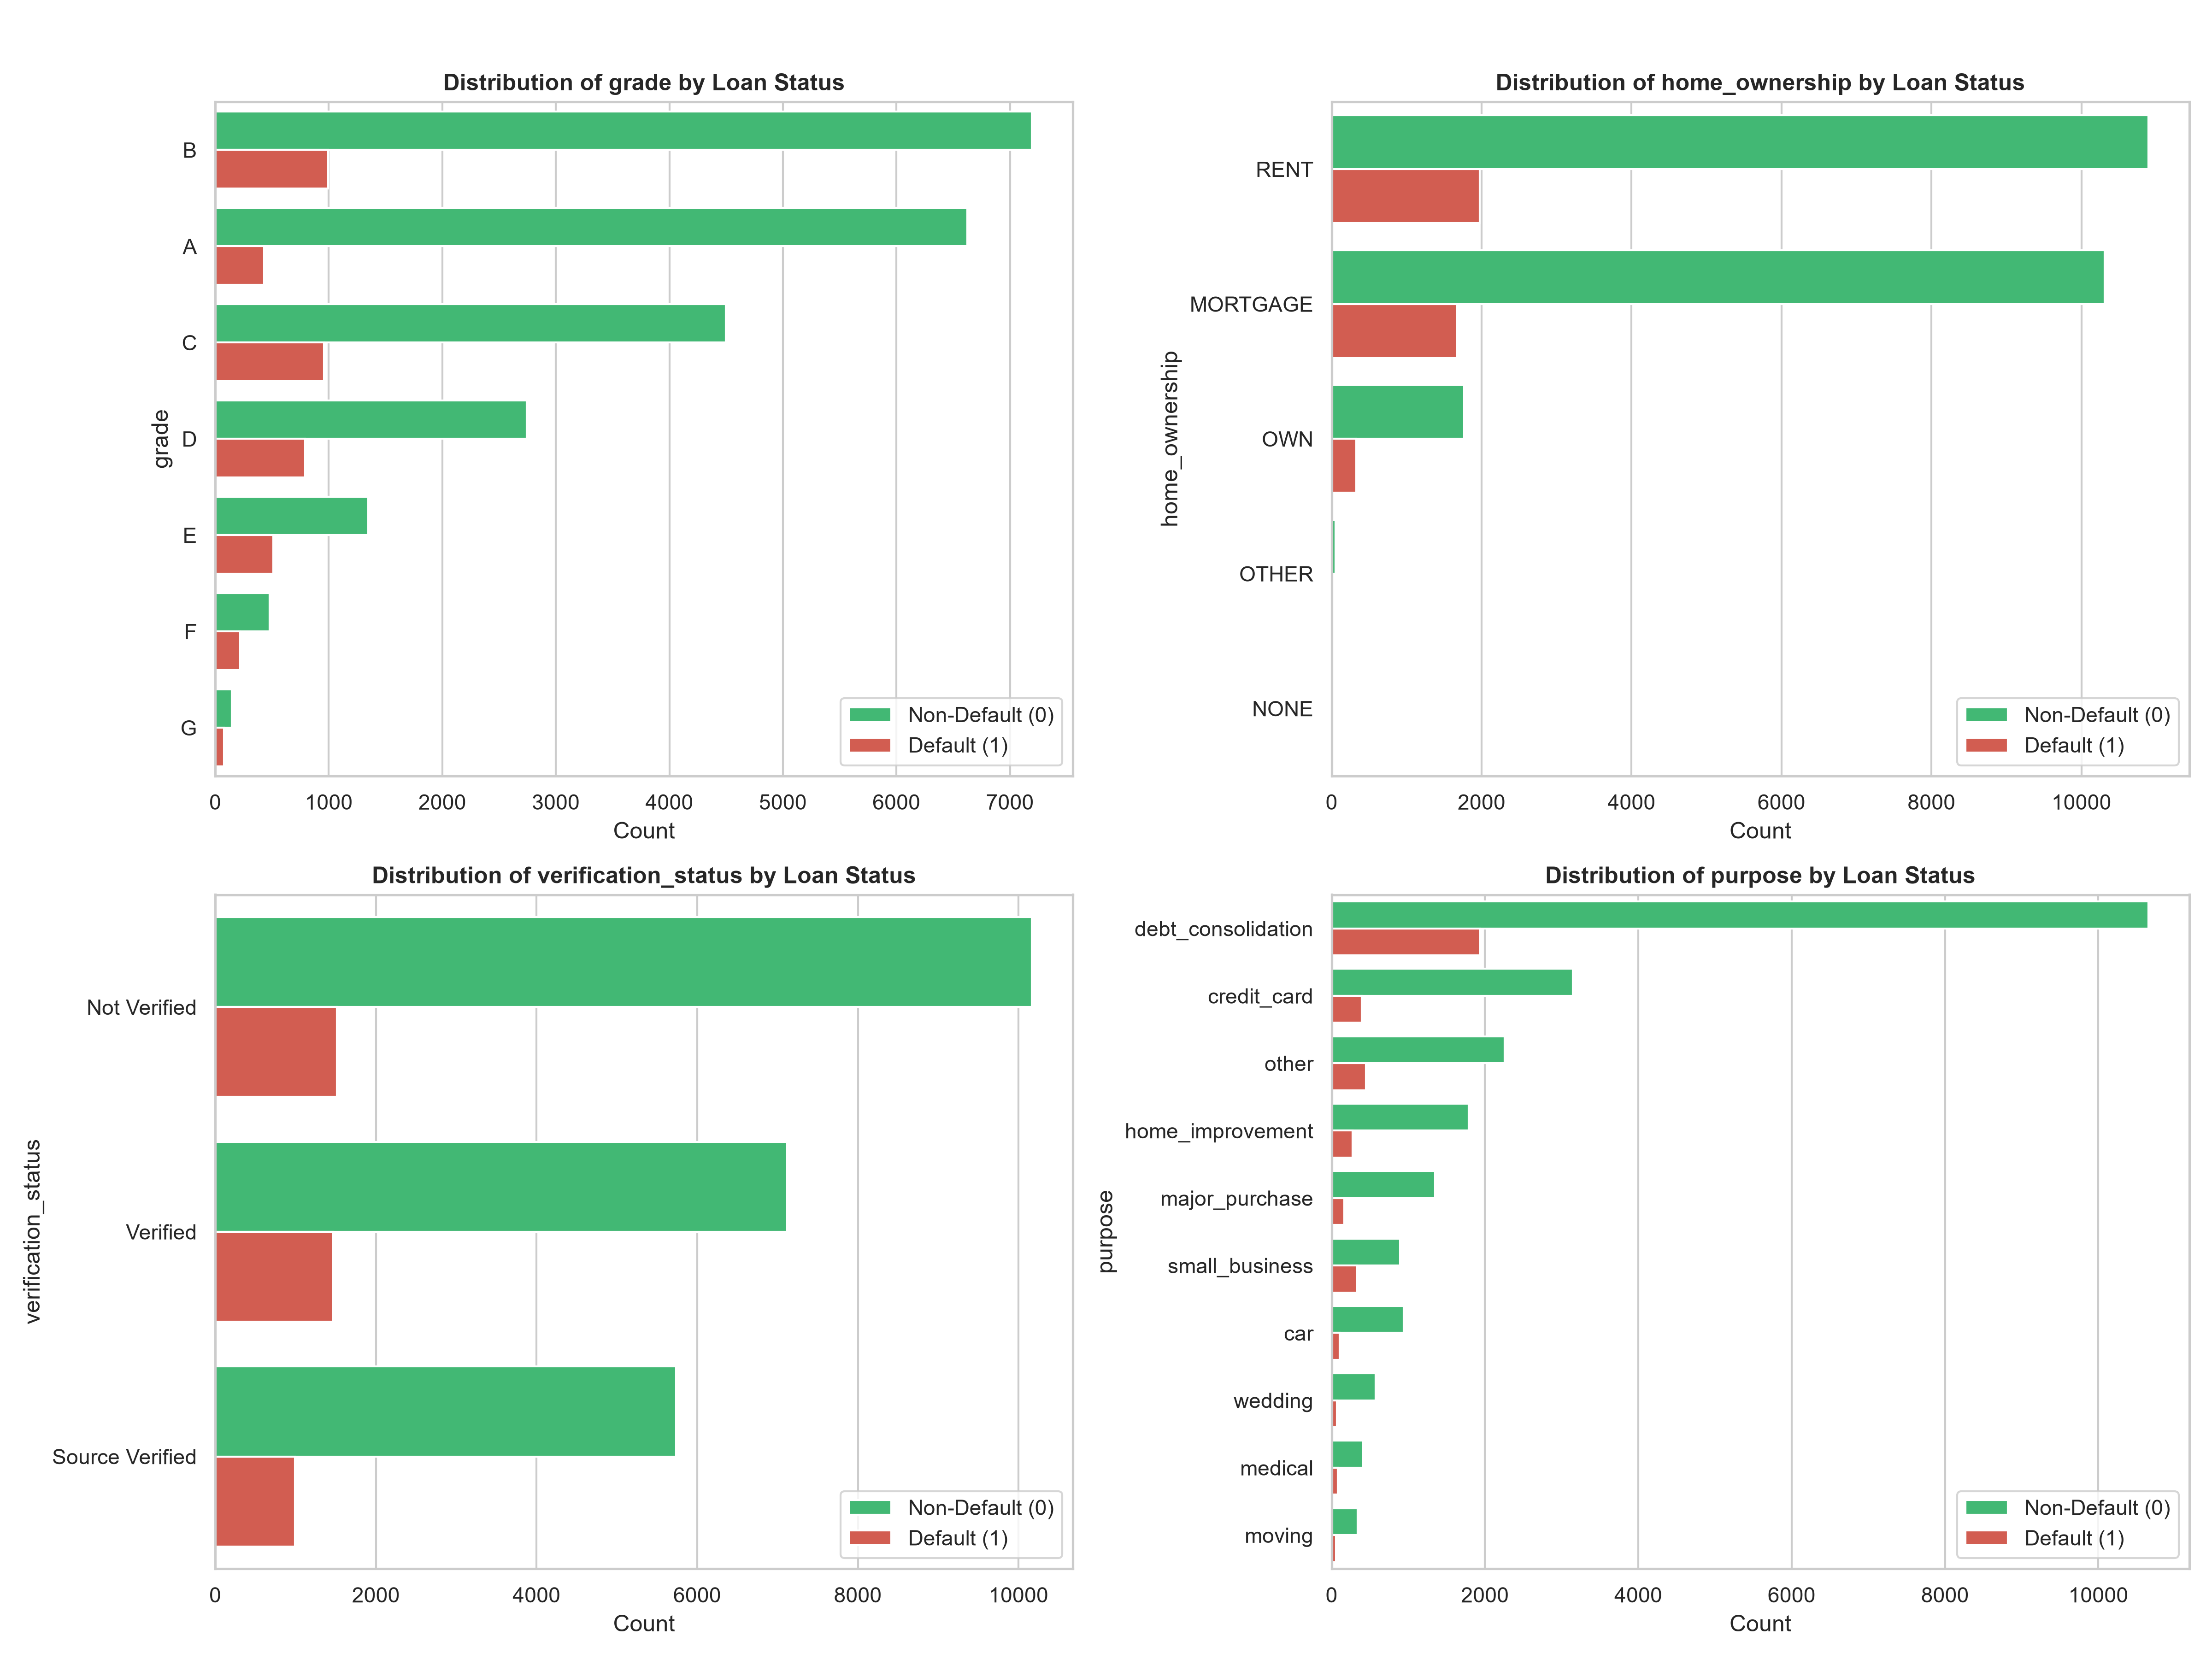 Distribution of grade by Loan Status
grade
B
A
C
D
E
F
G
0 1000 2000 3000 4000 5000 6000 7000
Count
Non-Default (0)
Default (1)
Distribution of home_ownership by Loan Status
home_ownership
RENT
MORTGAGE
OWN
OTHER
NONE
0 2000 4000 6000 8000 10000
Count
Non-Default (0)
Default (1)
Distribution of verification_status by Loan Status
verification_status
Not Verified
Verified
Source Verified
0 2000 4000 6000 8000 10000
Count
Non-Default (0)
Default (1)
Distribution of purpose by Loan Status
purpose
debt_consolidation
credit_card
other
home_improvement
major_purchase
small_business
car
wedding
medical
moving
0 2000 4000 6000 8000 10000
Count
Non-Default (0)
Default (1)